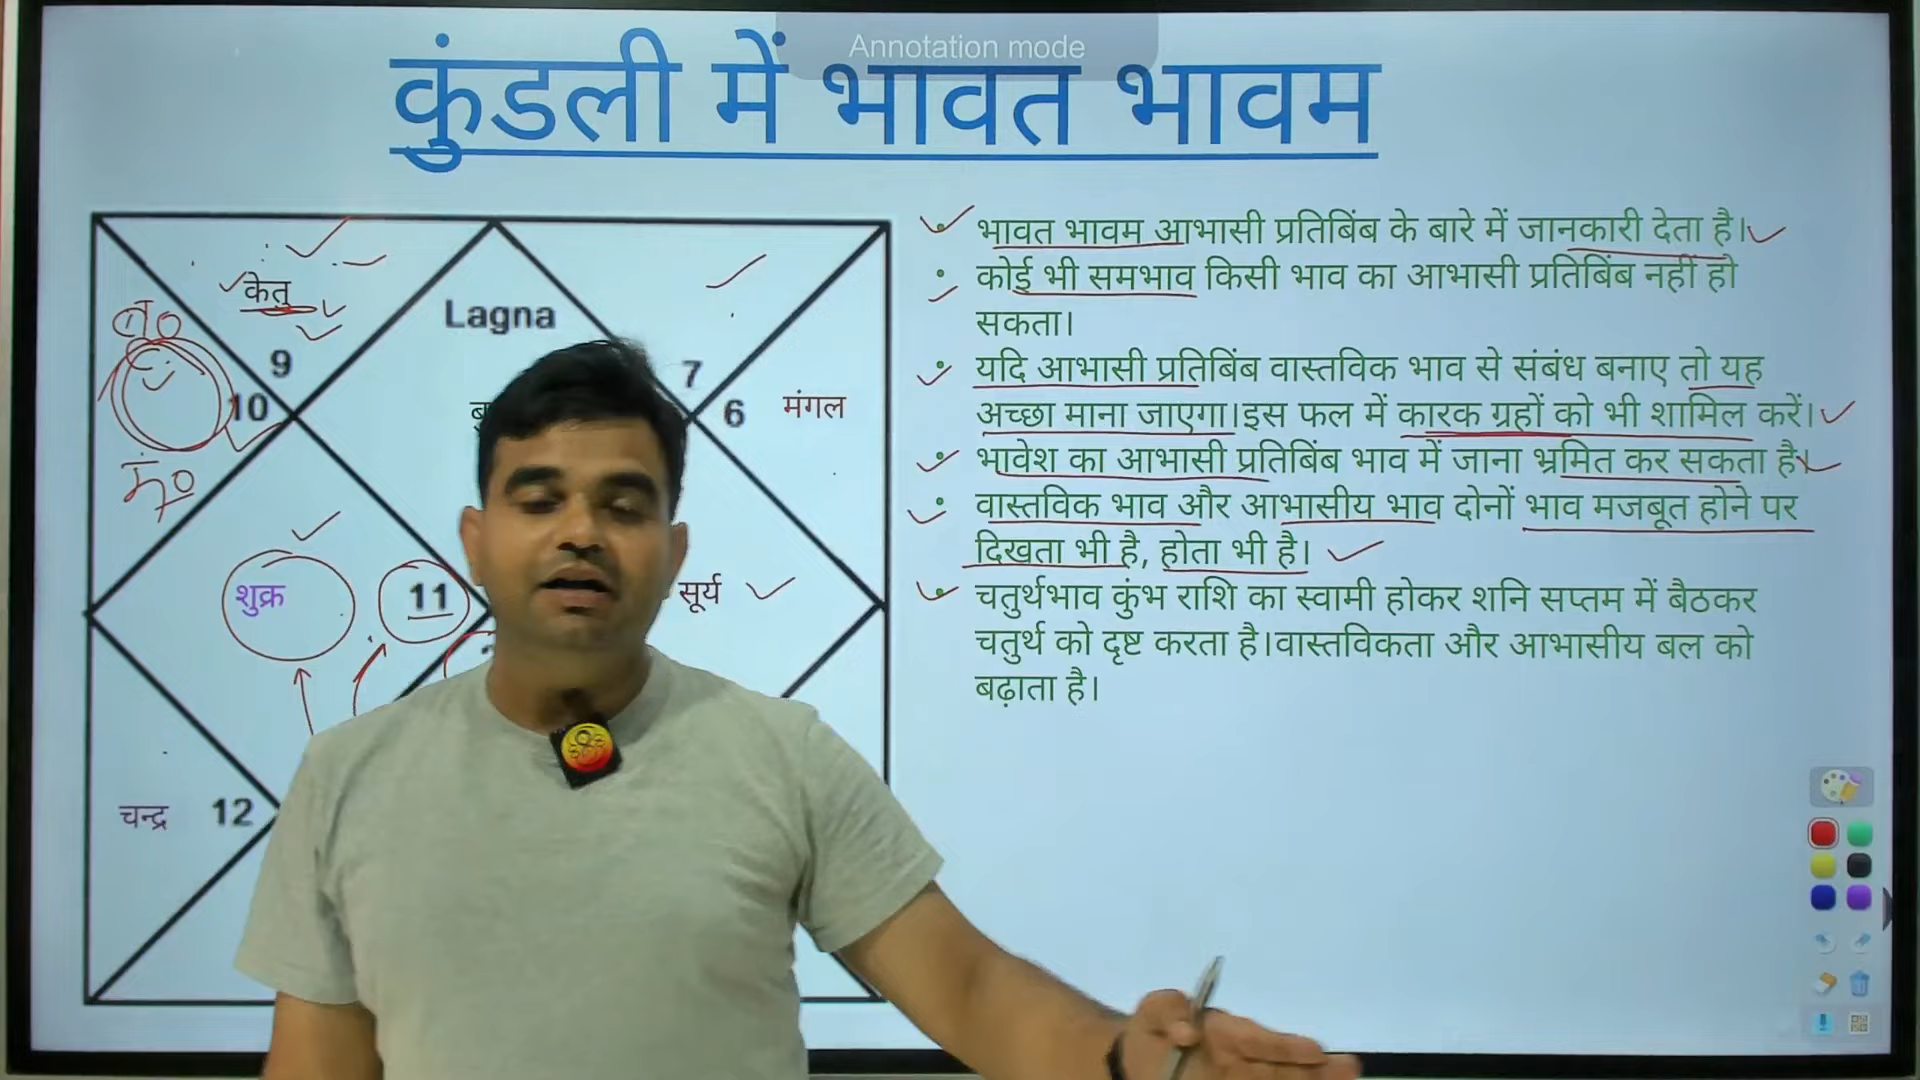 Annotation mode
कुंडली में भावत भावम
भावत भावम आभासी प्रतिबिंब के बारे में जानकारी देता है।
कोई भी समभाव किसी भाव का आभासी प्रतिबिंब नहीं हो
सकता।
यदि आभासी प्रतिबिंब वास्तविक भाव से संबंध बनाए तो यह
अच्छा माना जाएगा।इस फल में कारक ग्रहों को भी शामिल करें।
भावेश का आभासी प्रतिबिंब भाव में जाना भ्रमित कर सकता है।
वास्तविक भाव और आभासीय भाव दोनों भाव मजबूत होने पर
दिखता भी है, होता भी है।
चतुर्थभाव कुंभ राशि का स्वामी होकर शनि सप्तम में बैठकर
चतुर्थ को दृष्ट करता है।वास्तविकता और आभासीय बल को
बढ़ाता है।
केतु
Lagna
9
7
10
6 मंगल
शुक्र
11
सूर्य
चन्द्र 12